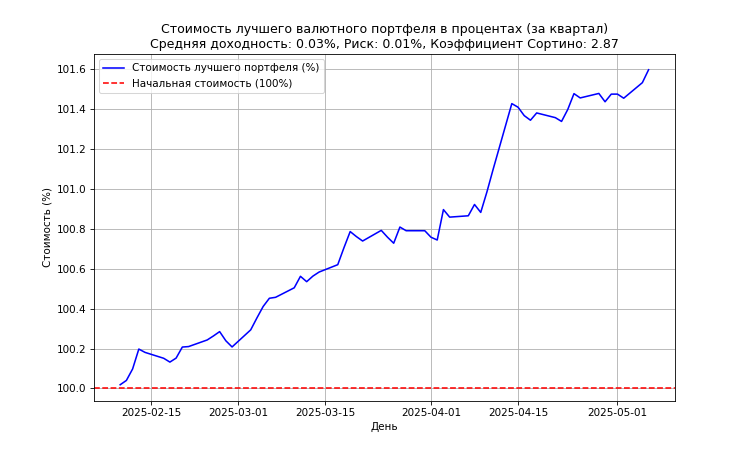 Стоимость лучшего валютного портфеля в процентах (за квартал)
Средняя доходность: 0.03%, Риск: 0.01%, Коэффициент Сортино: 2.87
Стоимость лучшего портфеля (%)
Начальная стоимость (100%)
Стоимость (%)
101.6
101.4
101.2
101.0
100.8
100.6
100.4
100.2
100.0
2025-02-15
2025-03-01
2025-03-15
2025-04-01
2025-04-15
2025-05-01
День